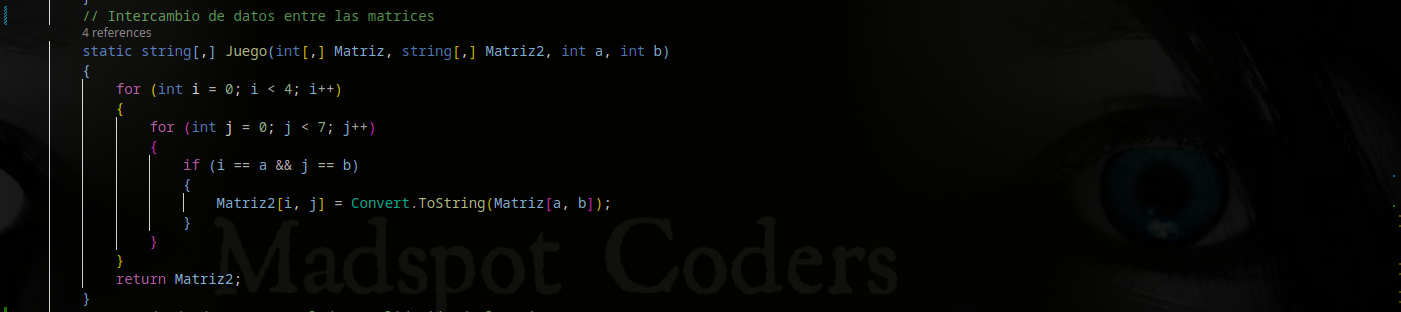 }
// Intercambio de datos entre las matrices
4 references
static string[,] Juego(int[,] Matriz, string[,] Matriz2, int a, int b)
{
for (int i = 0; i < 4; i++)
{
for (int j = 0; j < 7; j++)
{
if (i == a && j == b)
{
Matriz2[i, j] = Convert.ToString(Matriz[a, b]);
}
}
}
return Matriz2;
}
Madspot Coders